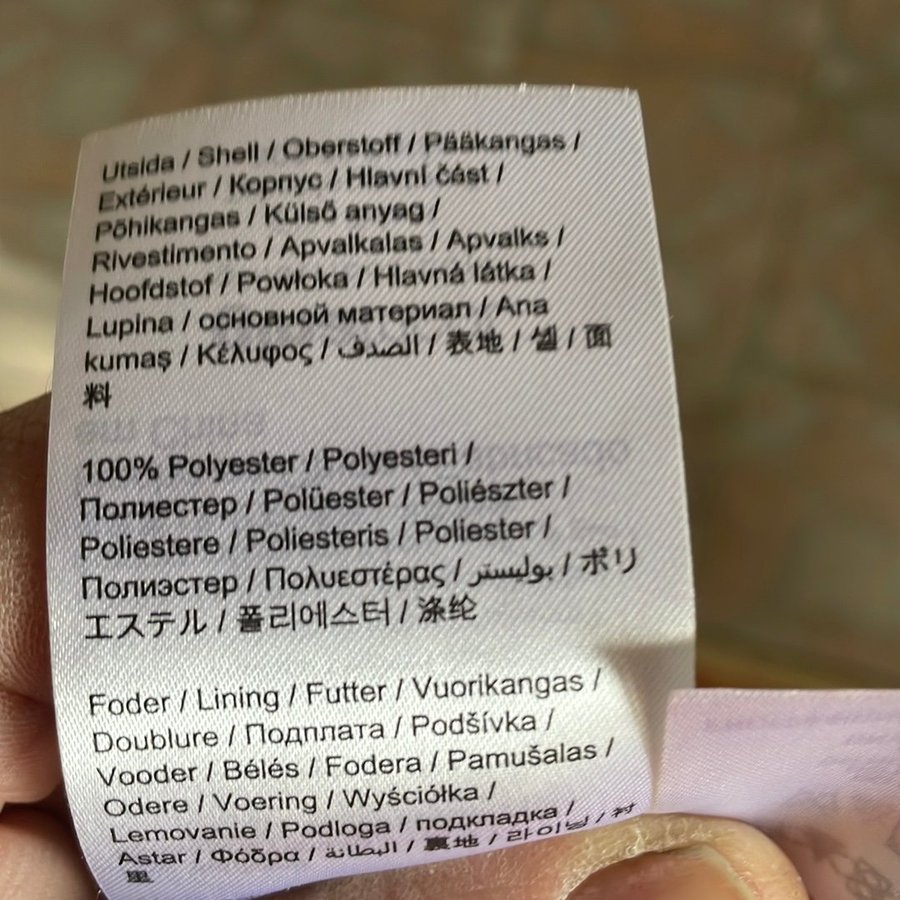 Utsida / Shell / Oberstoff / Pääkangas /
Extérieur / Корпус / Hlavní část /
Põhikangas / Külső anyag /
Rivestimento / Apvalkalas / Apvalks /
Hoofdstof / Powłoka / Hlavná látka /
Lupina / основной материал / Ana
kumaş / Κέλυφος / الصدف / 表地 / 셸 / 面
料
100% Polyester / Polyesteri /
Полиестер / Polüester / Poliészter /
Poliestere / Poliesteris / Poliester /
Полиэстер / Πολυεστέρας / بوليستر / ポリ
エステル / 폴리에스터 / 涤纶
Foder / Lining / Futter / Vuorikangas /
Doublure / Подплата / Podšívka /
Vooder / Bélés / Fodera / Pamušalas /
Odere / Voering / Wyściółka /
Lemovanie / Podloga / подкладка /
Astar / Φόδρα / البطانة / 裏地 / 라이닝 / 衬
里